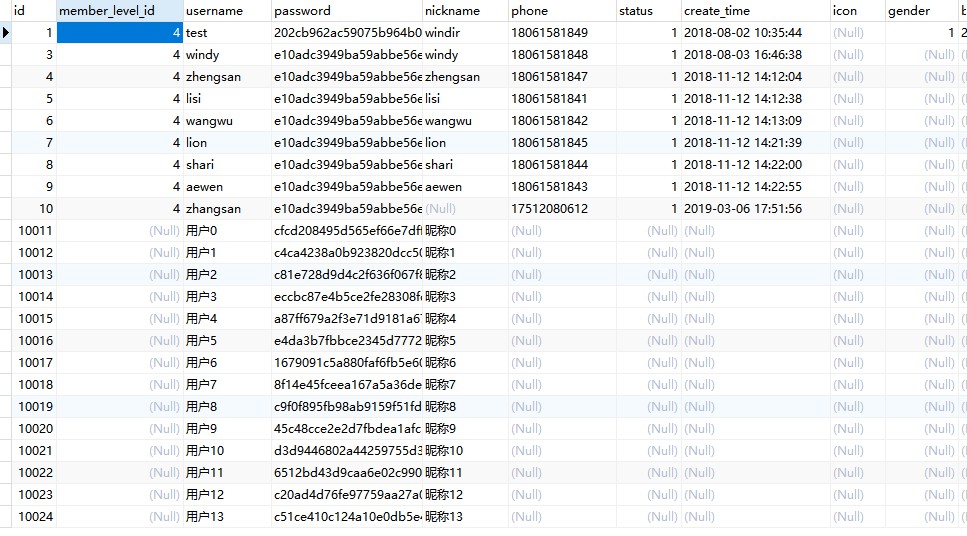 id member_level_id username password nickname phone status create_time icon gender b
1 4 test 202cb962ac59075b964b0 windir 18061581849 1 2018-08-02 10:35:44 (Null) 1 2
3 4 windy e10adc3949ba59abbe56e windy 18061581848 1 2018-08-03 16:46:38 (Null) (Null) (
4 4 zhengsan e10adc3949ba59abbe56e zhengsan 18061581847 1 2018-11-12 14:12:04 (Null) (Null) (
5 4 lisi e10adc3949ba59abbe56e lisi 18061581841 1 2018-11-12 14:12:38 (Null) (Null) (
6 4 wangwu e10adc3949ba59abbe56e wangwu 18061581842 1 2018-11-12 14:13:09 (Null) (Null) (
7 4 lion e10adc3949ba59abbe56e lion 18061581845 1 2018-11-12 14:21:39 (Null) (Null) (
8 4 shari e10adc3949ba59abbe56e shari 18061581844 1 2018-11-12 14:22:00 (Null) (Null) (
9 4 aewen e10adc3949ba59abbe56e aewen 18061581843 1 2018-11-12 14:22:55 (Null) (Null) (
10 4 zhangsan e10adc3949ba59abbe56e (Null) 17512080612 1 2019-03-06 17:51:56 (Null) (Null) (
10011 (Null) 用户0 cfcd208495d565ef66e7dff 昵称0 (Null) (Null) (Null) (Null) (Null) (
10012 (Null) 用户1 c4ca4238a0b923820dcc50 昵称1 (Null) (Null) (Null) (Null) (Null) (
10013 (Null) 用户2 c81e728d9d4c2f636f067f8 昵称2 (Null) (Null) (Null) (Null) (Null) (
10014 (Null) 用户3 eccbc87e4b5ce2fe28308f 昵称3 (Null) (Null) (Null) (Null) (Null) (
10015 (Null) 用户4 a87ff679a2f3e71d9181a6 昵称4 (Null) (Null) (Null) (Null) (Null) (
10016 (Null) 用户5 e4da3b7fbbce2345d7772 昵称5 (Null) (Null) (Null) (Null) (Null) (
10017 (Null) 用户6 1679091c5a880faf6fb5e60 昵称6 (Null) (Null) (Null) (Null) (Null) (
10018 (Null) 用户7 8f14e45fceea167a5a36de 昵称7 (Null) (Null) (Null) (Null) (Null) (
10019 (Null) 用户8 c9f0f895fb98ab9159f51fd 昵称8 (Null) (Null) (Null) (Null) (Null) (
10020 (Null) 用户9 45c48cce2e2d7fbdea1afc 昵称9 (Null) (Null) (Null) (Null) (Null) (
10021 (Null) 用户10 d3d9446802a44259755d3 昵称10 (Null) (Null) (Null) (Null) (Null) (
10022 (Null) 用户11 6512bd43d9caa6e02c990 昵称11 (Null) (Null) (Null) (Null) (Null) (
10023 (Null) 用户12 c20ad4d76fe97759aa27a0 昵称12 (Null) (Null) (Null) (Null) (Null) (
10024 (Null) 用户13 c51ce410c124a10e0db5e 昵称13 (Null) (Null) (Null) (Null) (Null) (